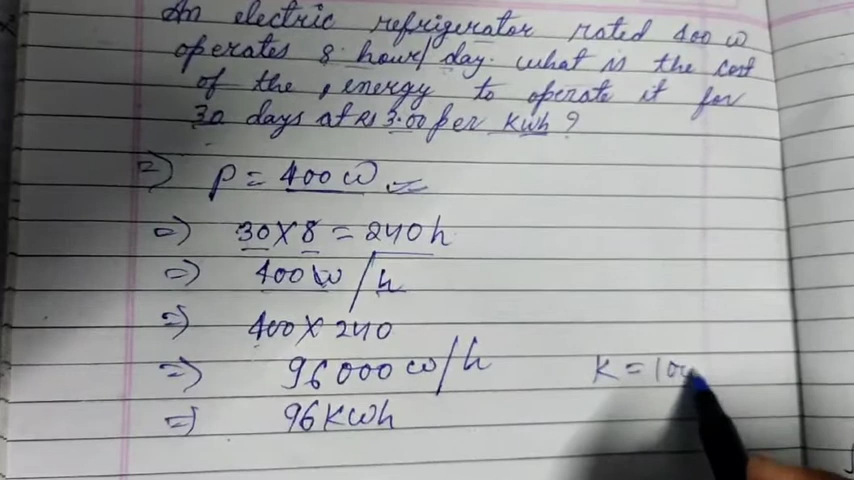 An electric refrigerator rated 400 W
operates 8 hour/day. what is the cost
of the energy to operate it for
30 days at Rs 3.00 per kwh ?
=) P = 400 W
=) 30 X 8 = 240 h
=) 400 W / h
=) 400 X 240
=) 96000 w/h
=) 96 KWh
K = 100